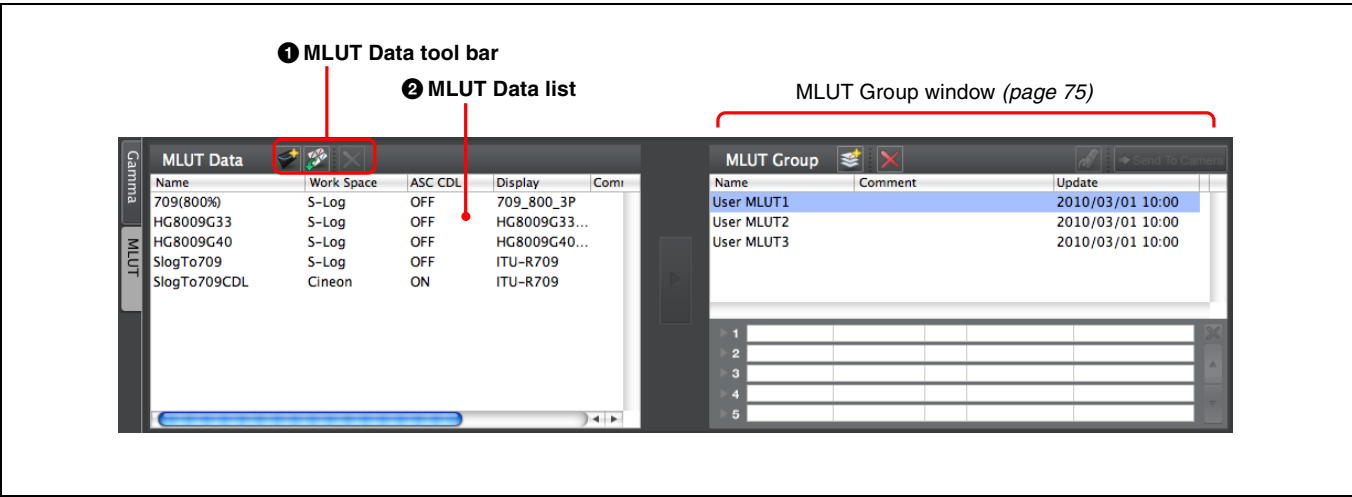 ❶ MLUT Data tool bar
❷ MLUT Data list
MLUT Group window (page 75)
Gamma
MLUT
MLUT Data
Name Work Space ASC CDL Display Com
709(800%) S-Log OFF 709_800_3P
HG8009G33 S-Log OFF HG8009G33...
HG8009G40 S-Log OFF HG8009G40...
SlogTo709 S-Log OFF ITU-R709
SlogTo709CDL Cineon ON ITU-R709
MLUT Group
Send To Camera
Name Comment Update
User MLUT1 2010/03/01 10:00
User MLUT2 2010/03/01 10:00
User MLUT3 2010/03/01 10:00
1
2
3
4
5